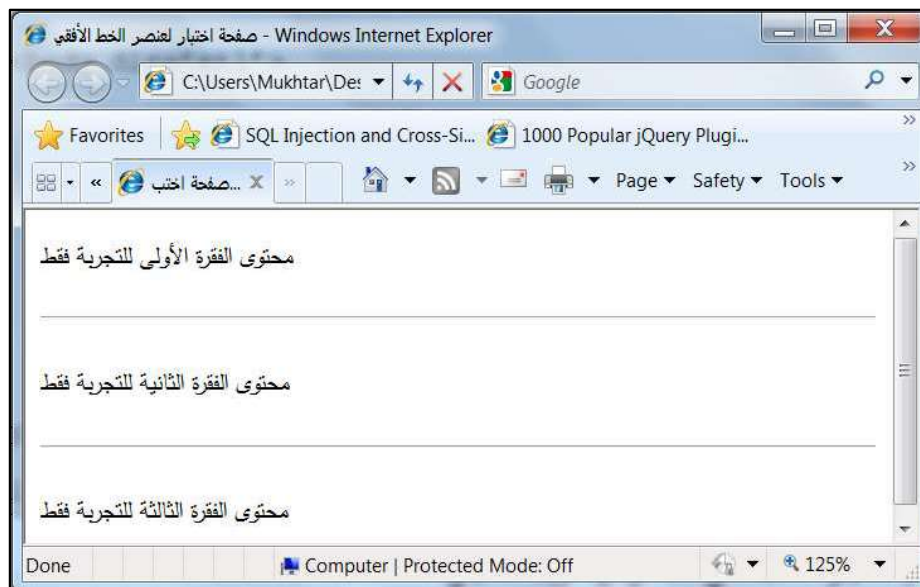 صفحة اختبار لعنصر الخط الأفقي - Windows Internet Explorer
C:\Users\Mukhtar\Des
Google
Favorites SQL Injection and Cross-Si... 1000 Popular jQuery Plugi...
صفحة اختب... Page Safety Tools
محتوى الفقرة الأولى للتجربة فقط
محتوى الفقرة الثانية للتجربة فقط
محتوى الفقرة الثالثة للتجربة فقط
Done Computer | Protected Mode: Off 125%